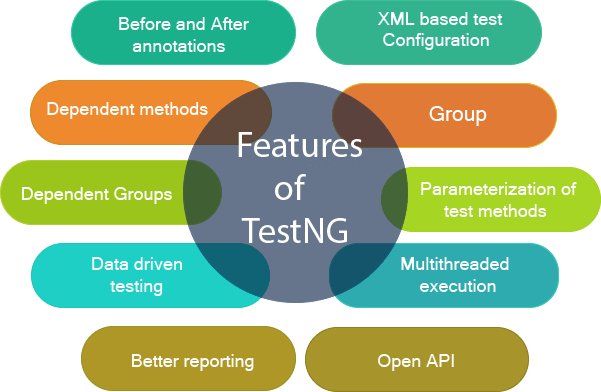 Before and After
annotations
XML based test
Configuration
Dependent methods
Group
Features
of
TestNG
Dependent Groups
Parameterization of
test methods
Data driven
testing
Multithreaded
execution
Better reporting
Open API